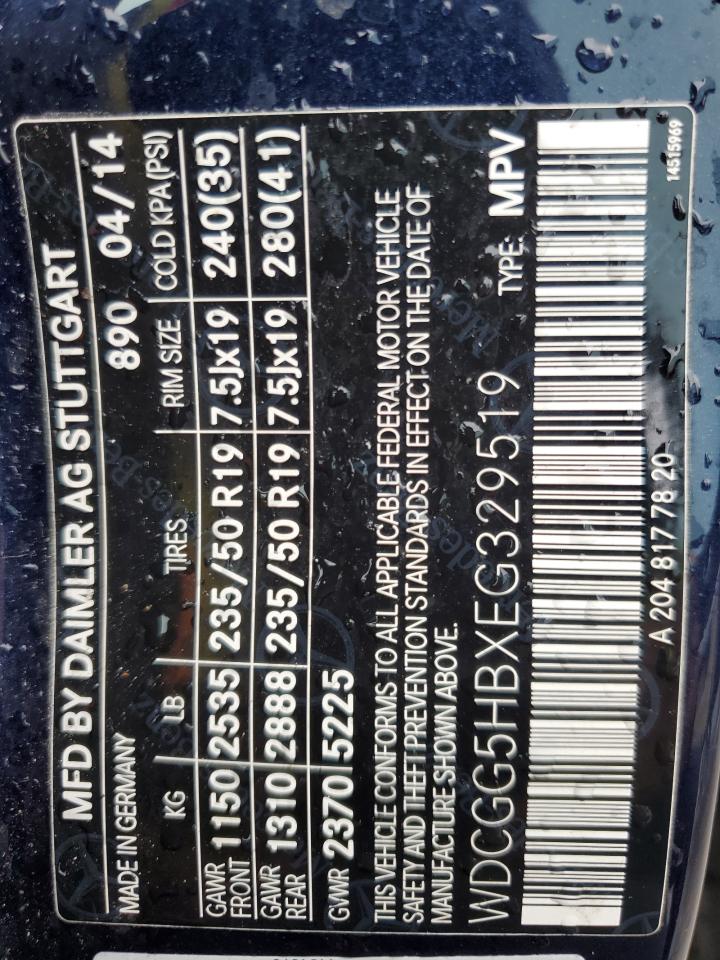 MFD BY DAIMLER AG STUTTGART
MADE IN GERMANY 890 04/14
KG LB TIRES RIM SIZE COLD KPA(PSI)
GAWR FRONT 1150 2535 235/50 R19 7.5Jx19 240(35)
GAWR REAR 1310 2888 235/50 R19 7.5Jx19 280(41)
GVWR 2370 5225
THIS VEHICLE CONFORMS TO ALL APPLICABLE FEDERAL MOTOR VEHICLE
SAFETY AND THEFT PREVENTION STANDARDS IN EFFECT ON THE DATE OF
MANUFACTURE SHOWN ABOVE.
WDCGG5HBXEG329519 TYPE: MPV
A 204 817 78 20 14515969